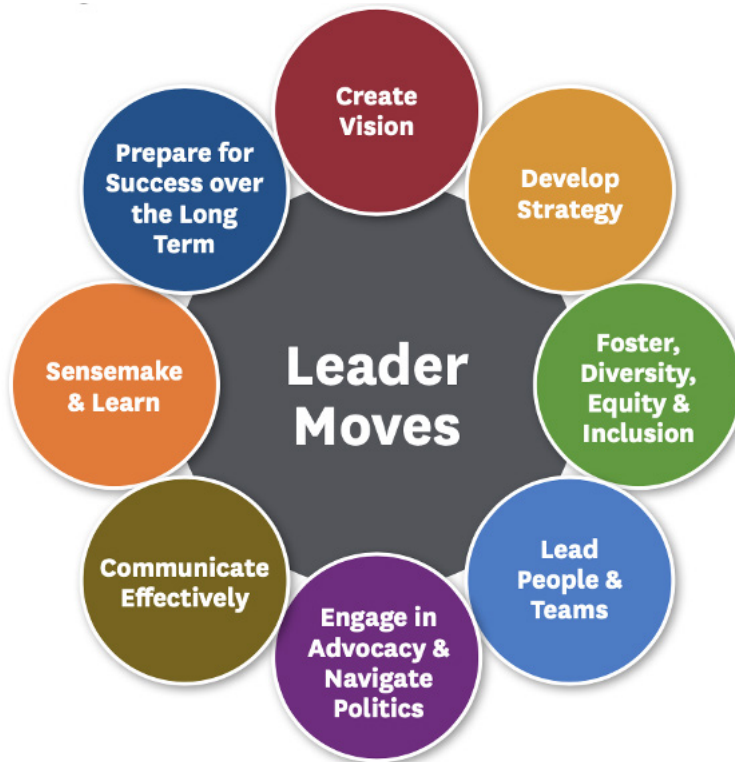 Create
Vision
Develop
Strategy
Foster,
Diversity,
Equity &
Inclusion
Lead
People &
Teams
Engage in
Advocacy &
Navigate
Politics
Communicate
Effectively
Sensemake
& Learn
Prepare for
Success over
the Long
Term
Leader
Moves